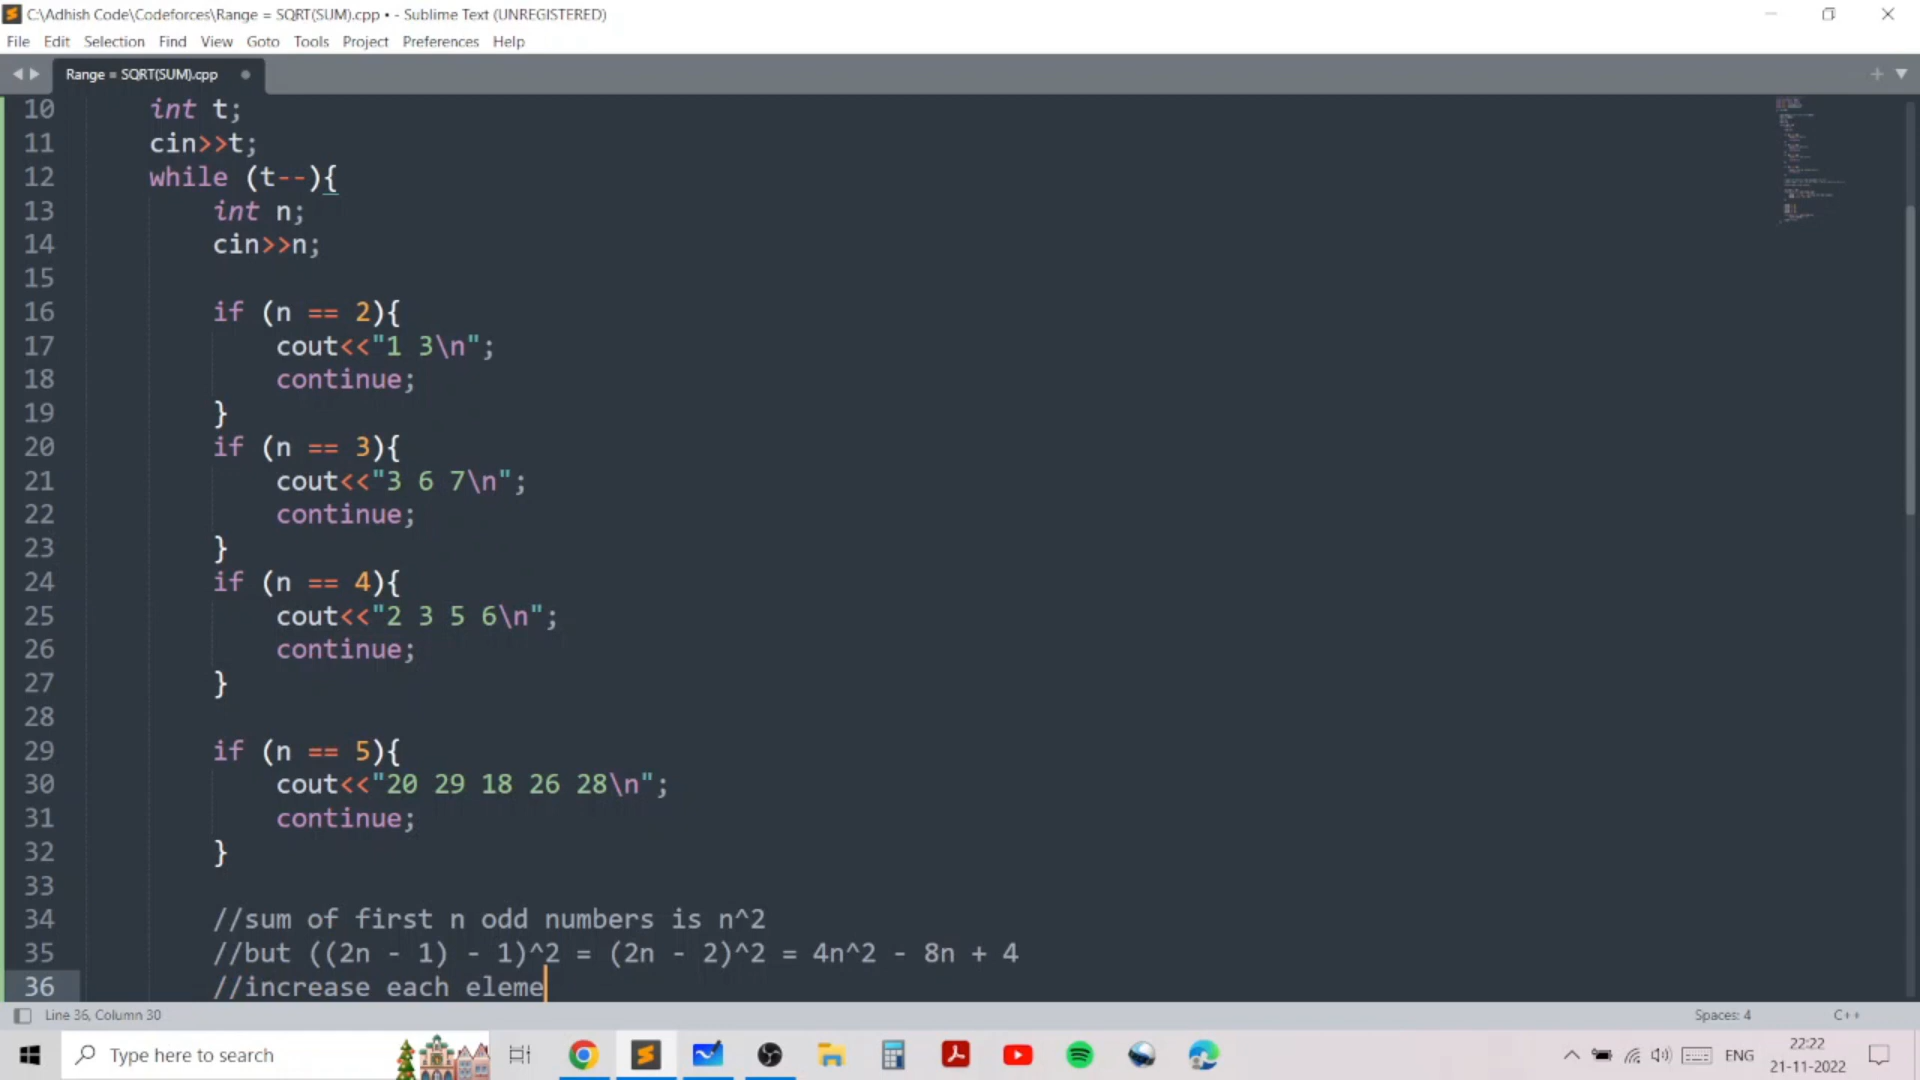 C:\Adhish Code\Codeforces\Range = SQRT(SUM).cpp • - Sublime Text (UNREGISTERED)
File Edit Selection Find View Goto Tools Project Preferences Help
Range = SQRT(SUM).cpp
10 int t;
11 cin>>t;
12 while (t--){
13 int n;
14 cin>>n;
15
16 if (n == 2){
17 cout<<"1 3\n";
18 continue;
19 }
20 if (n == 3){
21 cout<<"3 6 7\n";
22 continue;
23 }
24 if (n == 4){
25 cout<<"2 3 5 6\n";
26 continue;
27 }
28
29 if (n == 5){
30 cout<<"20 29 18 26 28\n";
31 continue;
32 }
33
34 //sum of first n odd numbers is n^2
35 //but ((2n - 1) - 1)^2 = (2n - 2)^2 = 4n^2 - 8n + 4
36 //increase each eleme
Line 36, Column 30 Spaces: 4 C++
Type here to search ENG 22:22
21-11-2022